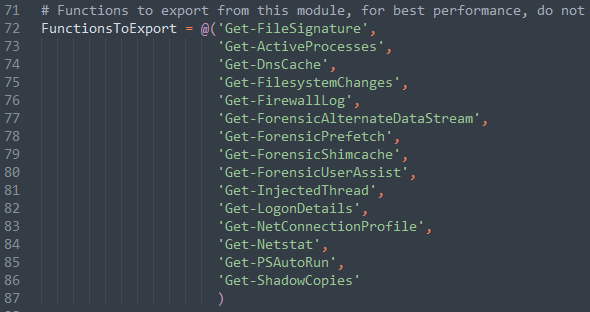 71 # Functions to export from this module, for best performance, do not
72 FunctionsToExport = @('Get-FileSignature',
73 'Get-ActiveProcesses',
74 'Get-DnsCache',
75 'Get-FilesystemChanges',
76 'Get-FirewallLog',
77 'Get-ForensicAlternateDataStream',
78 'Get-ForensicPrefetch',
79 'Get-ForensicShimcache',
80 'Get-ForensicUserAssist',
81 'Get-InjectedThread',
82 'Get-LogonDetails',
83 'Get-NetConnectionProfile',
84 'Get-Netstat',
85 'Get-PSAutoRun',
86 'Get-ShadowCopies'
87 )